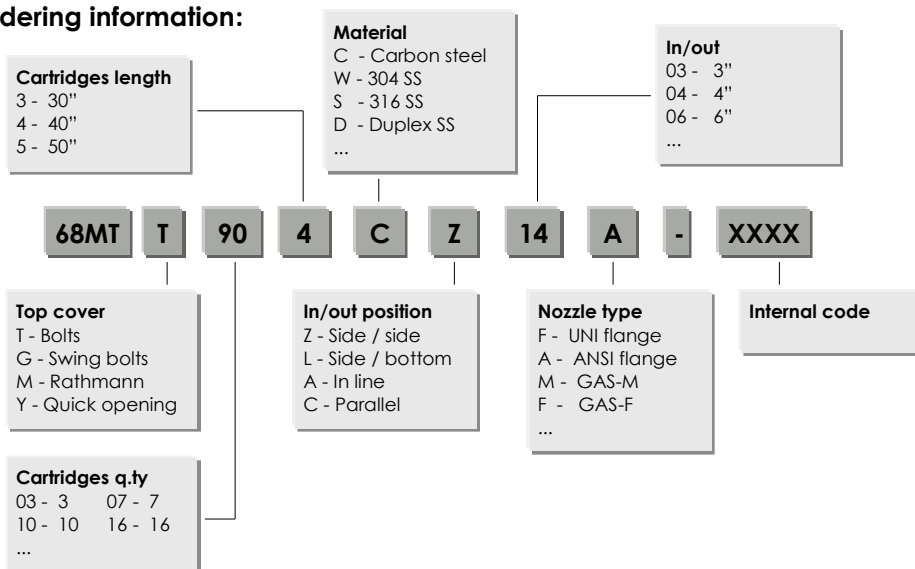 dering information:
Cartridges length
3 - 30”
4 - 40”
5 - 50”
Material
C - Carbon steel
W - 304 SS
S - 316 SS
D - Duplex SS
...
In/out
03 - 3”
04 - 4”
06 - 6”
...
68MT T 90 4 C Z 14 A - XXXX
Top cover
T - Bolts
G - Swing bolts
M - Rathmann
Y - Quick opening
In/out position
Z - Side / side
L - Side / bottom
A - In line
C - Parallel
Nozzle type
F - UNI flange
A - ANSI flange
M - GAS-M
F - GAS-F
...
Internal code
Cartridges q.ty
03 - 3 07 - 7
10 - 10 16 - 16
...